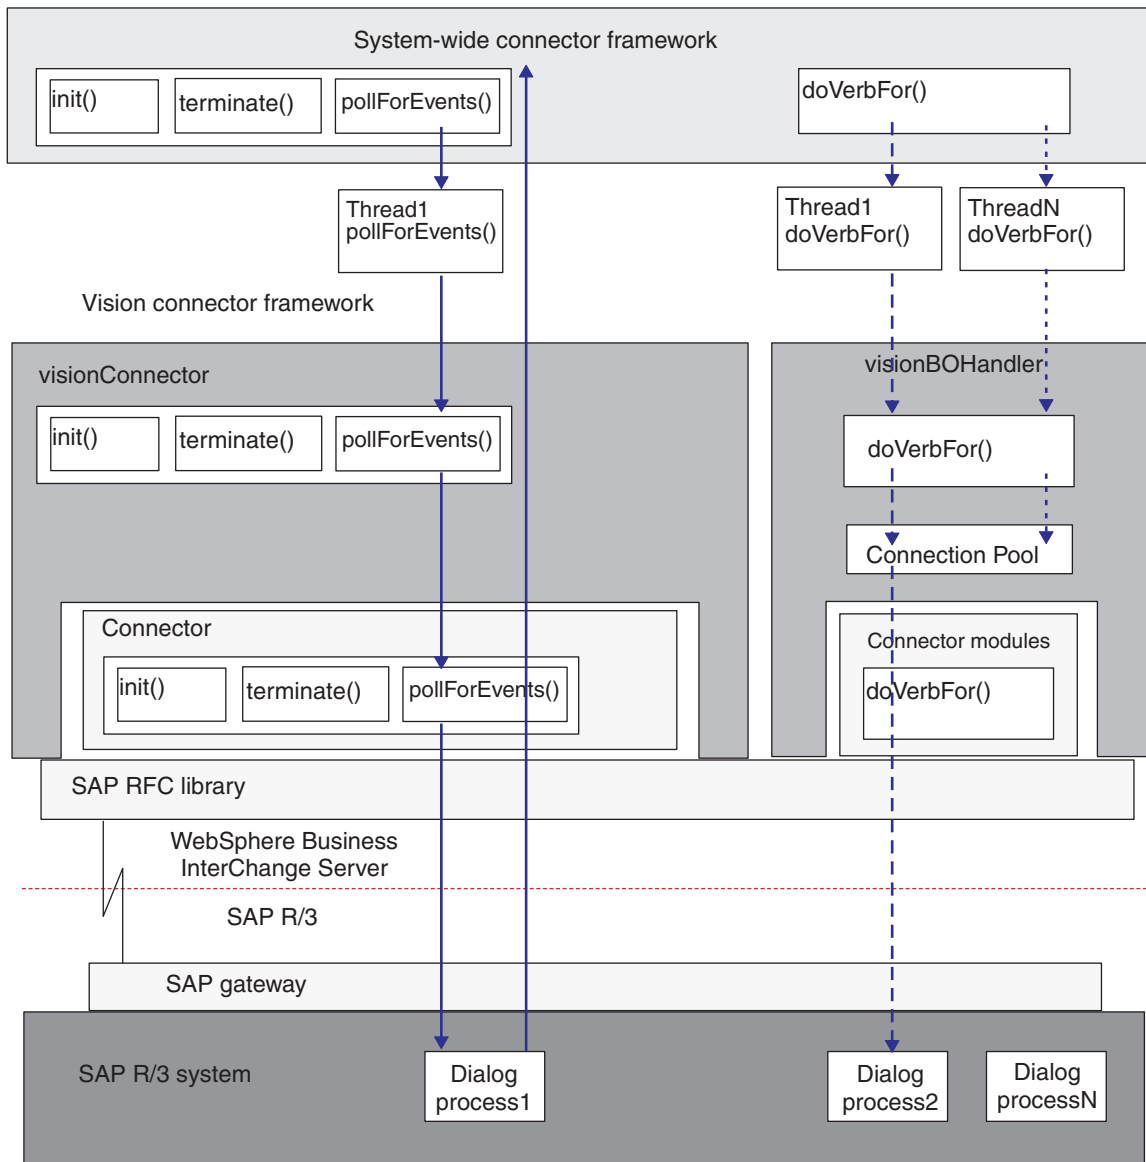 System-wide connector framework
init()
terminate()
pollForEvents()
doVerbFor()
Thread1
pollForEvents()
Thread1
doVerbFor()
ThreadN
doVerbFor()
Vision connector framework
visionConnector
init()
terminate()
pollForEvents()
visionBOHandler
doVerbFor()
Connection Pool
Connector
init()
terminate()
pollForEvents()
Connector modules
doVerbFor()
SAP RFC library
WebSphere Business
InterChange Server
SAP R/3
SAP gateway
SAP R/3 system
Dialog
process1
Dialog
process2
Dialog
processN